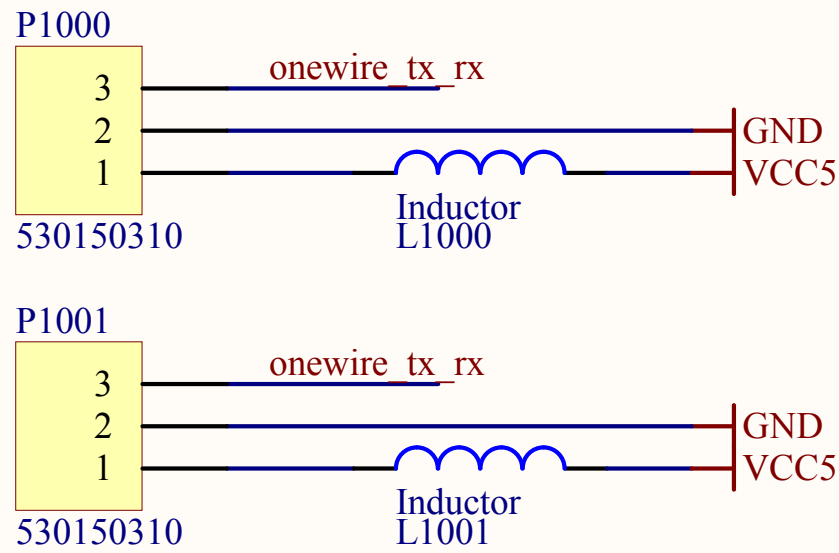 P1000
3 onewire_tx_rx
2 GND
1 VCC5
Inductor
530150310 L1000
P1001
3 onewire_tx_rx
2 GND
1 VCC5
Inductor
530150310 L1001